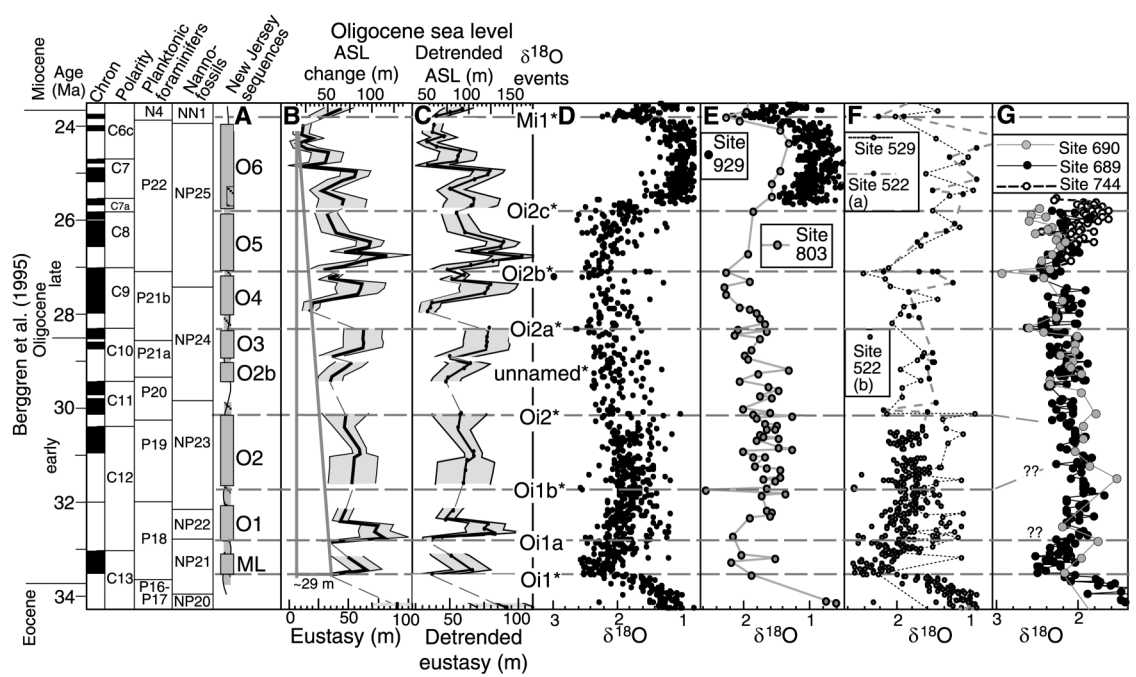 Oligocene sea level
ASL change (m)
50 100
Detrended ASL (m)
50 100 150
δ18O events
Miocene
Age (Ma)
Chron
Polarity
Planktonic foraminifers
Nanno-fossils
New Jersey sequences
A
B
C
D
E
F
G
Berggren et al. (1995)
Oligocene
late
early
Eocene
24
26
28
30
32
34
C6c
C7
C7a
C8
C9
C10
C11
C12
C13
N4
P22
P21b
P21a
P20
P19
P18
P16-P17
NN1
NP25
NP24
NP23
NP22
NP21
NP20
O6
O5
O4
O3
O2b
O2
O1
ML
~29 m
Mi1*
Oi2c*
Oi2b*
Oi2a*
unnamed*
Oi2*
Oi1b*
Oi1a
Oi1*
Site 929
Site 803
Site 529
Site 522 (a)
Site 522 (b)
Site 690
Site 689
Site 744
??
??
0 50 100
Eustasy (m)
0 50 100
Detrended eustasy (m)
3 2 1
δ18O
2 1
δ18O
2 1
δ18O
3 2
δ18O